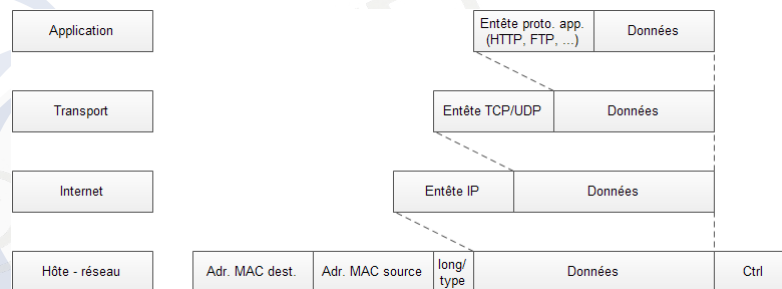 Application
Entête proto. app.
(HTTP, FTP, ...)
Données
Transport
Entête TCP/UDP
Données
Internet
Entête IP
Données
Hôte - réseau
Adr. MAC dest.
Adr. MAC source
long/
type
Données
Ctrl